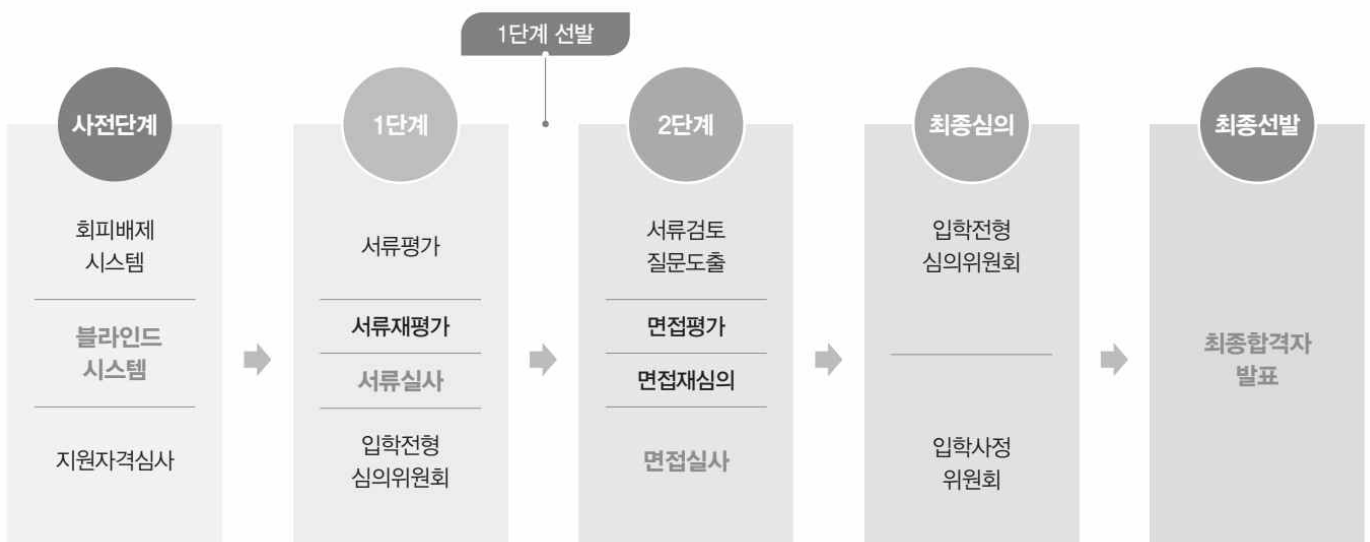 1단계 선발
사전단계
회피배제
시스템
블라인드
시스템
지원자격심사
1단계
서류평가
서류재평가
서류실사
입학전형
심의위원회
2단계
서류검토
질문도출
면접평가
면접재심의
면접실사
최종심의
입학전형
심의위원회
입학사정
위원회
최종선발
최종합격자
발표